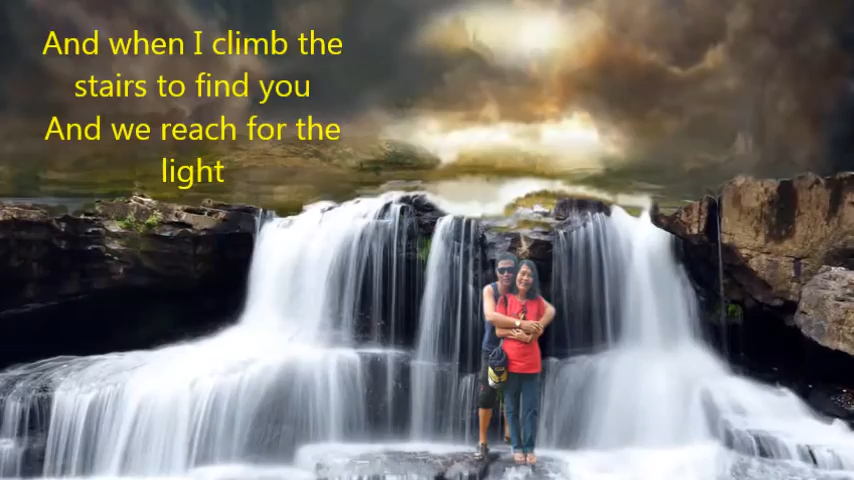 And when I climb the
stairs to find you
And we reach for the
light